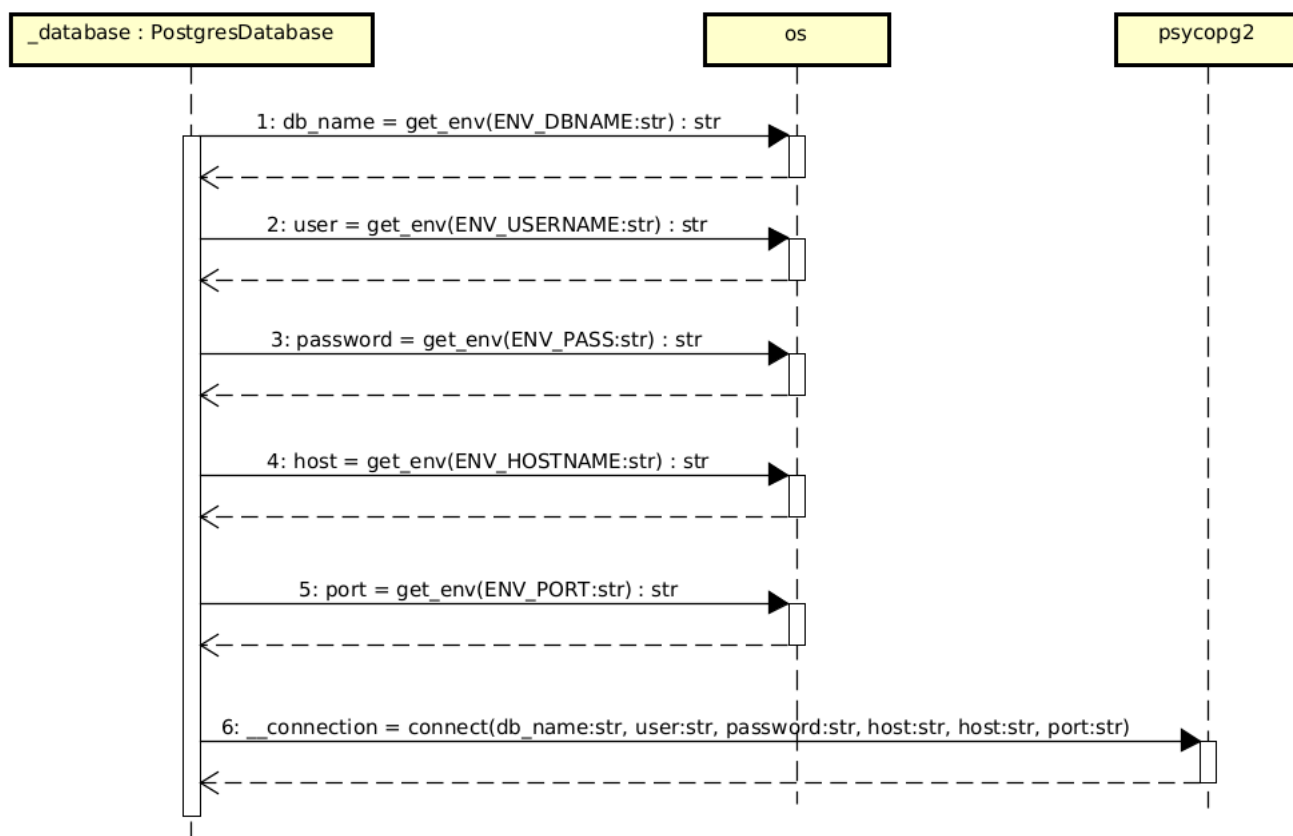 _database : PostgresDatabase
os
psycopg2
1: db_name = get_env(ENV_DBNAME:str) : str
2: user = get_env(ENV_USERNAME:str) : str
3: password = get_env(ENV_PASS:str) : str
4: host = get_env(ENV_HOSTNAME:str) : str
5: port = get_env(ENV_PORT:str) : str
6: __connection = connect(db_name:str, user:str, password:str, host:str, host:str, port:str)